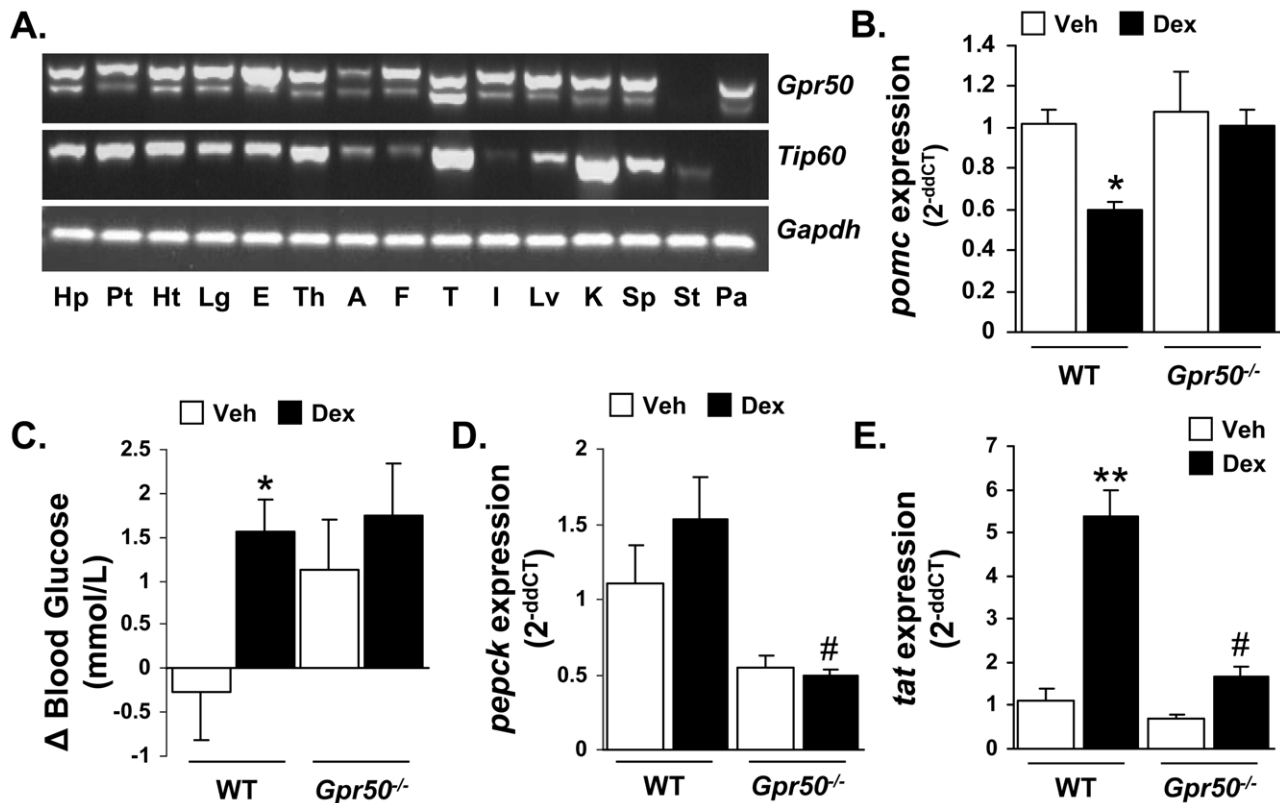 A.
Gpr50
Tip60
Gapdh
Hp Pt Ht Lg E Th A F T I Lv K Sp St Pa
B.
Veh Dex
pomc expression
(2-ddCT)
1.4
1.2
1
0.8
0.6
0.4
0.2
0
*
WT Gpr50-/-
C.
Veh Dex
Δ Blood Glucose
(mmol/L)
2.5
2
1.5
1
0.5
0
-0.5
-1
*
WT Gpr50-/-
D.
Veh Dex
pepck expression
(2-ddCT)
2
1.5
1
0.5
0
#
WT Gpr50-/-
E.
Veh
Dex
tat expression
(2-ddCT)
7
6
5
4
3
2
1
0
**
#
WT Gpr50-/-